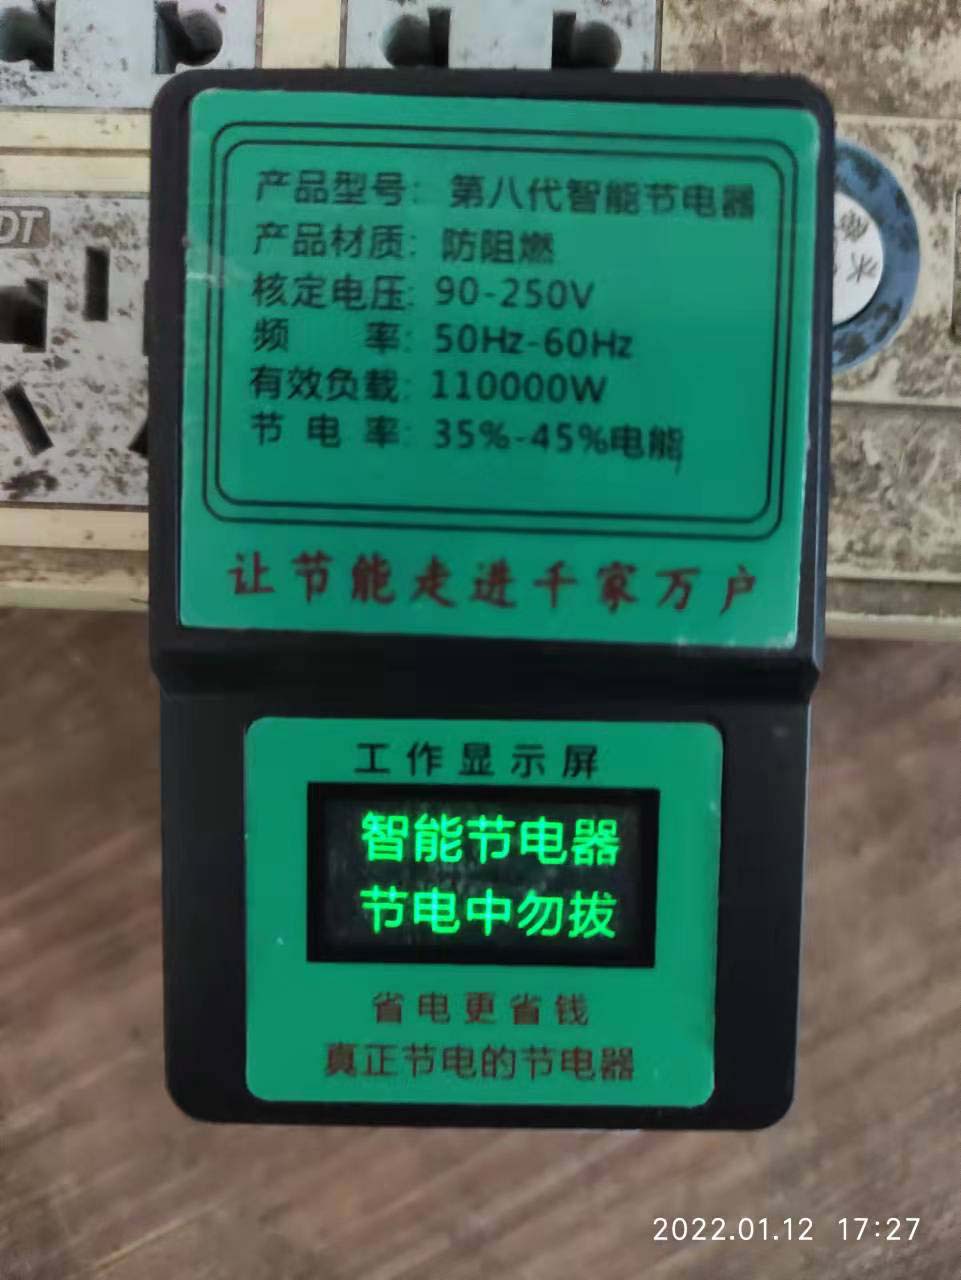 DT
产品型号：第八代智能节电器
产品材质：防阻燃
核定电压：90-250V
频 率：50Hz-60Hz
有效负载：110000W
节 电 率：35%-45%电能
让节能走进千家万户
工作显示屏
智能节电器
节电中勿拔
省电更省钱
真正节电的节电器
2022.01.12 17:27